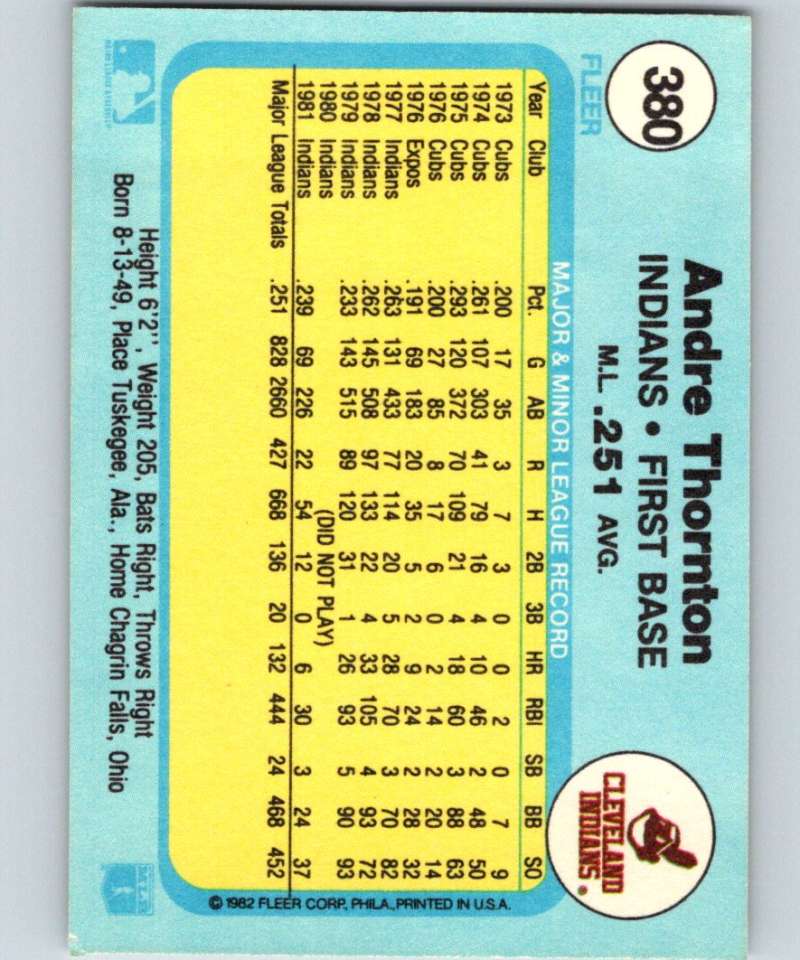 380
FLEER
Andre Thornton
INDIANS • FIRST BASE
M.L. .251 AVG.
CLEVELAND
INDIANS.
MAJOR & MINOR LEAGUE RECORD
Year Club Pct. G AB R H 2B 3B HR RBI SB BB SO
1973 Cubs .200 17 35 3 7 3 0 0 2 0 7 9
1974 Cubs .261 107 303 41 79 16 4 10 46 2 48 50
1975 Cubs .293 120 372 70 109 21 4 18 60 3 88 63
1976 Cubs .200 27 85 8 17 6 0 2 14 2 20 14
1976 Expos .191 69 183 20 35 5 2 9 24 2 28 32
1977 Indians .263 131 433 77 114 20 5 28 70 3 70 82
1978 Indians .262 145 508 97 133 22 4 33 105 4 93 72
1979 Indians .233 143 515 89 120 31 1 26 93 5 90 93
1980 Indians (DID NOT PLAY)
1981 Indians .239 69 226 22 54 12 0 6 30 3 24 37
Major League Totals .251 828 2660 427 668 136 20 132 444 24 468 452
© 1982 FLEER CORP., PHILA., PRINTED IN U.S.A.
Height 6'2'', Weight 205, Bats Right, Throws Right
Born 8-13-49, Place Tuskegee, Ala., Home Chagrin Falls, Ohio